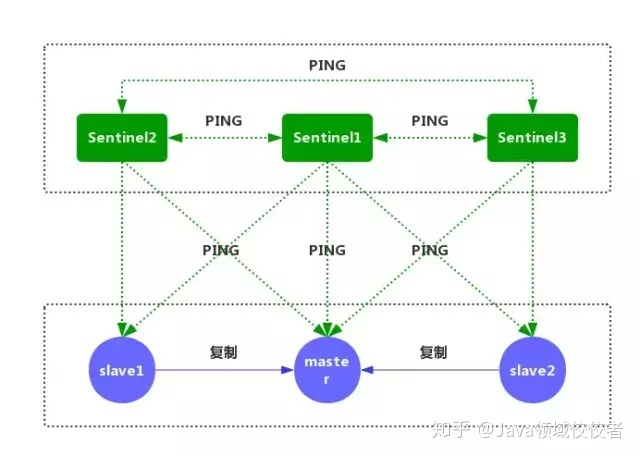 PING
PING
PING
Sentinel2
Sentinel1
Sentinel3
PING
PING
PING
复制
复制
slave1
maste
r
slave2
知乎 @Java领域佼佼者